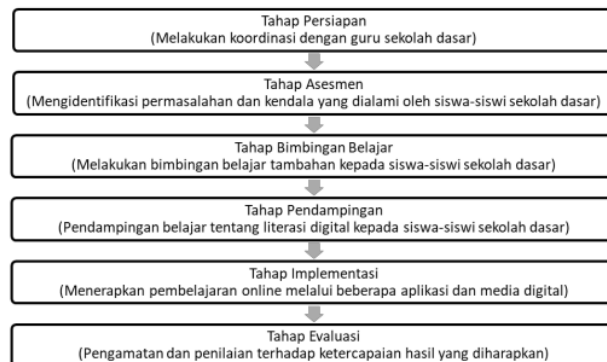 Tahap Persiapan
(Melakukan koordinasi dengan guru sekolah dasar)
Tahap Asesmen
(Mengidentifikasi permasalahan dan kendala yang dialami oleh siswa-siswi sekolah dasar)
Tahap Bimbingan Belajar
(Melakukan bimbingan belajar tambahan kepada siswa-siswi sekolah dasar)
Tahap Pendampingan
(Pendampingan belajar tentang literasi digital kepada siswa-siswi sekolah dasar)
Tahap Implementasi
(Menerapkan pembelajaran online melalui beberapa aplikasi dan media digital)
Tahap Evaluasi
(Pengamatan dan penilaian terhadap ketercapaian hasil yang diharapkan)